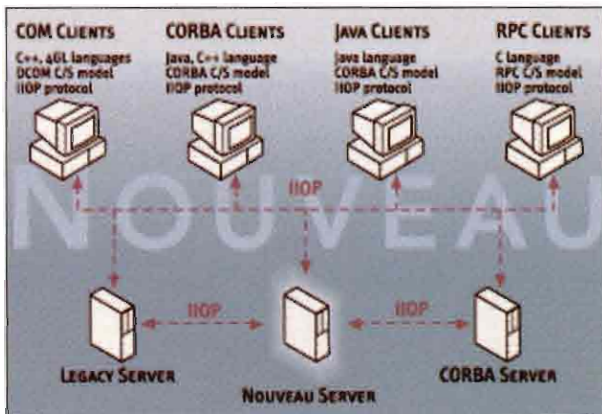 COM CLIENTS
C++, 4GL languages
DCOM C/S model
IIOP protocol
CORBA CLIENTS
Java, C++ language
CORBA C/S model
IIOP protocol
JAVA CLIENTS
Java language
CORBA C/S model
IIOP protocol
RPC CLIENTS
C language
RPC C/S model
IIOP protocol
IIOP
NOUVEAU
IIOP
IIOP
LEGACY SERVER
NOUVEAU SERVER
CORBA SERVER